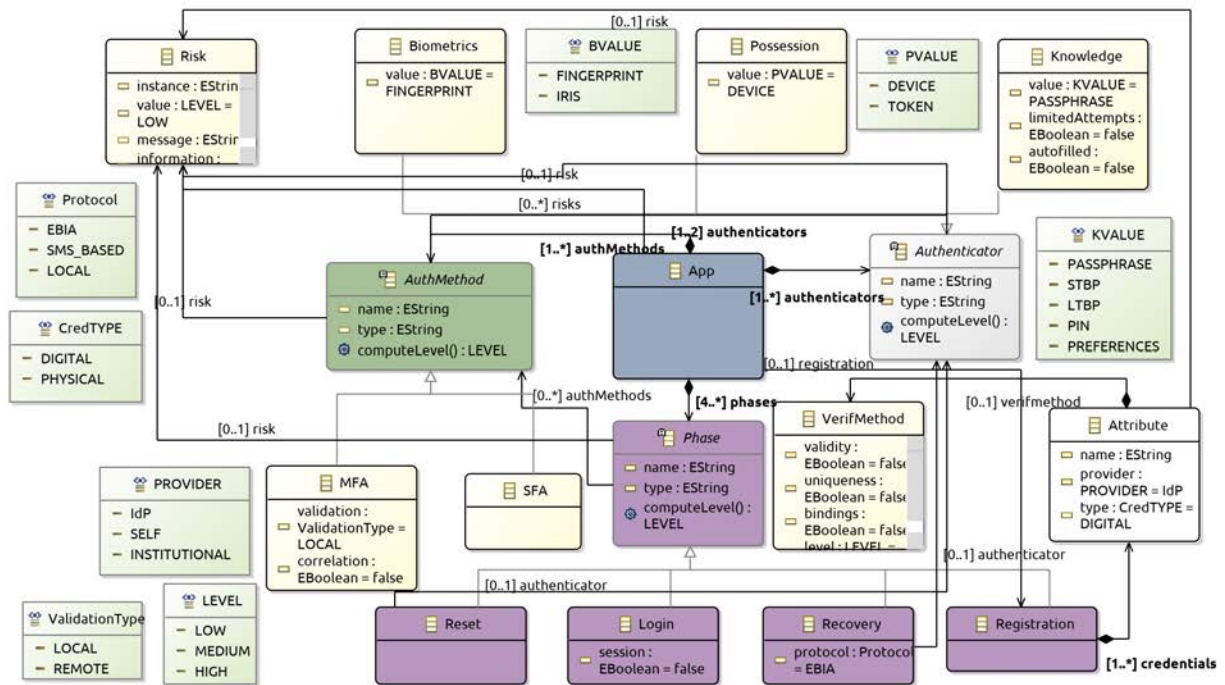 [0..1] risk
Risk
instance : EStrin
value : LEVEL =
LOW
message : EStrin
information :
Biometrics
value : BVALUE =
FINGERPRINT
BVALUE
FINGERPRINT
IRIS
Possession
value : PVALUE =
DEVICE
PVALUE
DEVICE
TOKEN
Knowledge
value : KVALUE =
PASSPHRASE
limitedAttempts :
EBoolean = false
autofilled :
EBoolean = false
[0..1] risk
[0..*] risks
Protocol
EBIA
SMS_BASED
LOCAL
[1..2] authenticators
[1..*] authMethods
AuthMethod
name : EString
type : EString
computeLevel() : LEVEL
App
Authenticator
name : EString
type : EString
computeLevel() :
LEVEL
[1..*] authenticators
KVALUE
PASSPHRASE
STBP
LTBP
PIN
PREFERENCES
[0..1] risk
CredTYPE
DIGITAL
PHYSICAL
[0..1] registration
[0..*] authMethods
[4..*] phases
[0..1] verifmethod
[0..1] risk
Phase
name : EString
type : EString
computeLevel() :
LEVEL
VerifMethod
validity :
EBoolean = false
uniqueness :
EBoolean = false
bindings :
EBoolean = false
level : LEVEL =
Attribute
name : EString
provider :
PROVIDER = IdP
type : CredTYPE =
DIGITAL
PROVIDER
IdP
SELF
INSTITUTIONAL
MFA
validation :
ValidationType =
LOCAL
correlation :
EBoolean = false
SFA
[0..1] authenticator
[0..1] authenticator
ValidationType
LOCAL
REMOTE
LEVEL
LOW
MEDIUM
HIGH
Reset
Login
session :
EBoolean = false
Recovery
protocol : Protocol
= EBIA
Registration
[1..*] credentials